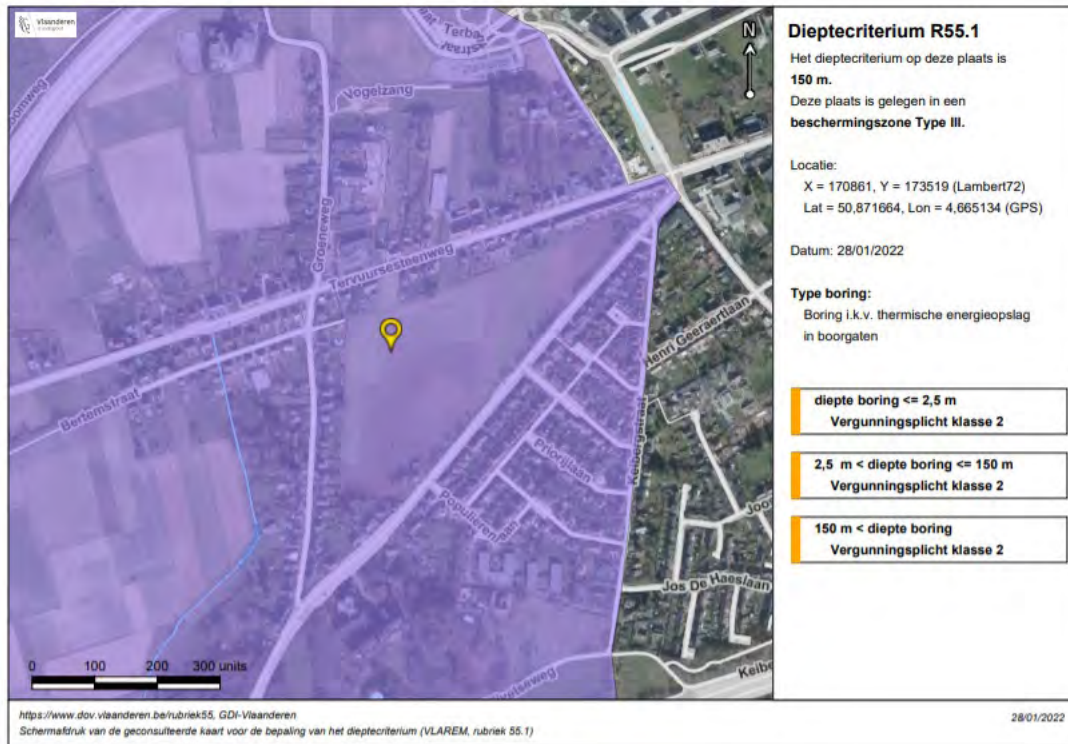 Vlaanderen
Dieptecriterium R55.1
Het dieptecriterium op deze plaats is
150 m.
Deze plaats is gelegen in een
beschermingszone Type III.
Locatie:
X = 170861, Y = 173519 (Lambert72)
Lat = 50,871664, Lon = 4,665134 (GPS)
Datum: 28/01/2022
Type boring:
Boring i.k.v. thermische energieopslag
in boorgaten
diepte boring <= 2,5 m
Vergunningsplicht klasse 2
2,5 m < diepte boring <= 150 m
Vergunningsplicht klasse 2
150 m < diepte boring
Vergunningsplicht klasse 2
N
Vogelzang
Groeneweg
Tervuursesteenweg
Bertemstraat
Henri Geeraertlaan
Keibergstraat
Priorijlaan
Populierenlaan
Jos De Haeslaan
0 100 200 300 units
https://www.dov.vlaanderen.be/rubriek55, GDI-Vlaanderen
28/01/2022
Schermafdruk van de geconsulteerde kaart voor de bepaling van het dieptecriterium (VLAREM, rubriek 55.1)